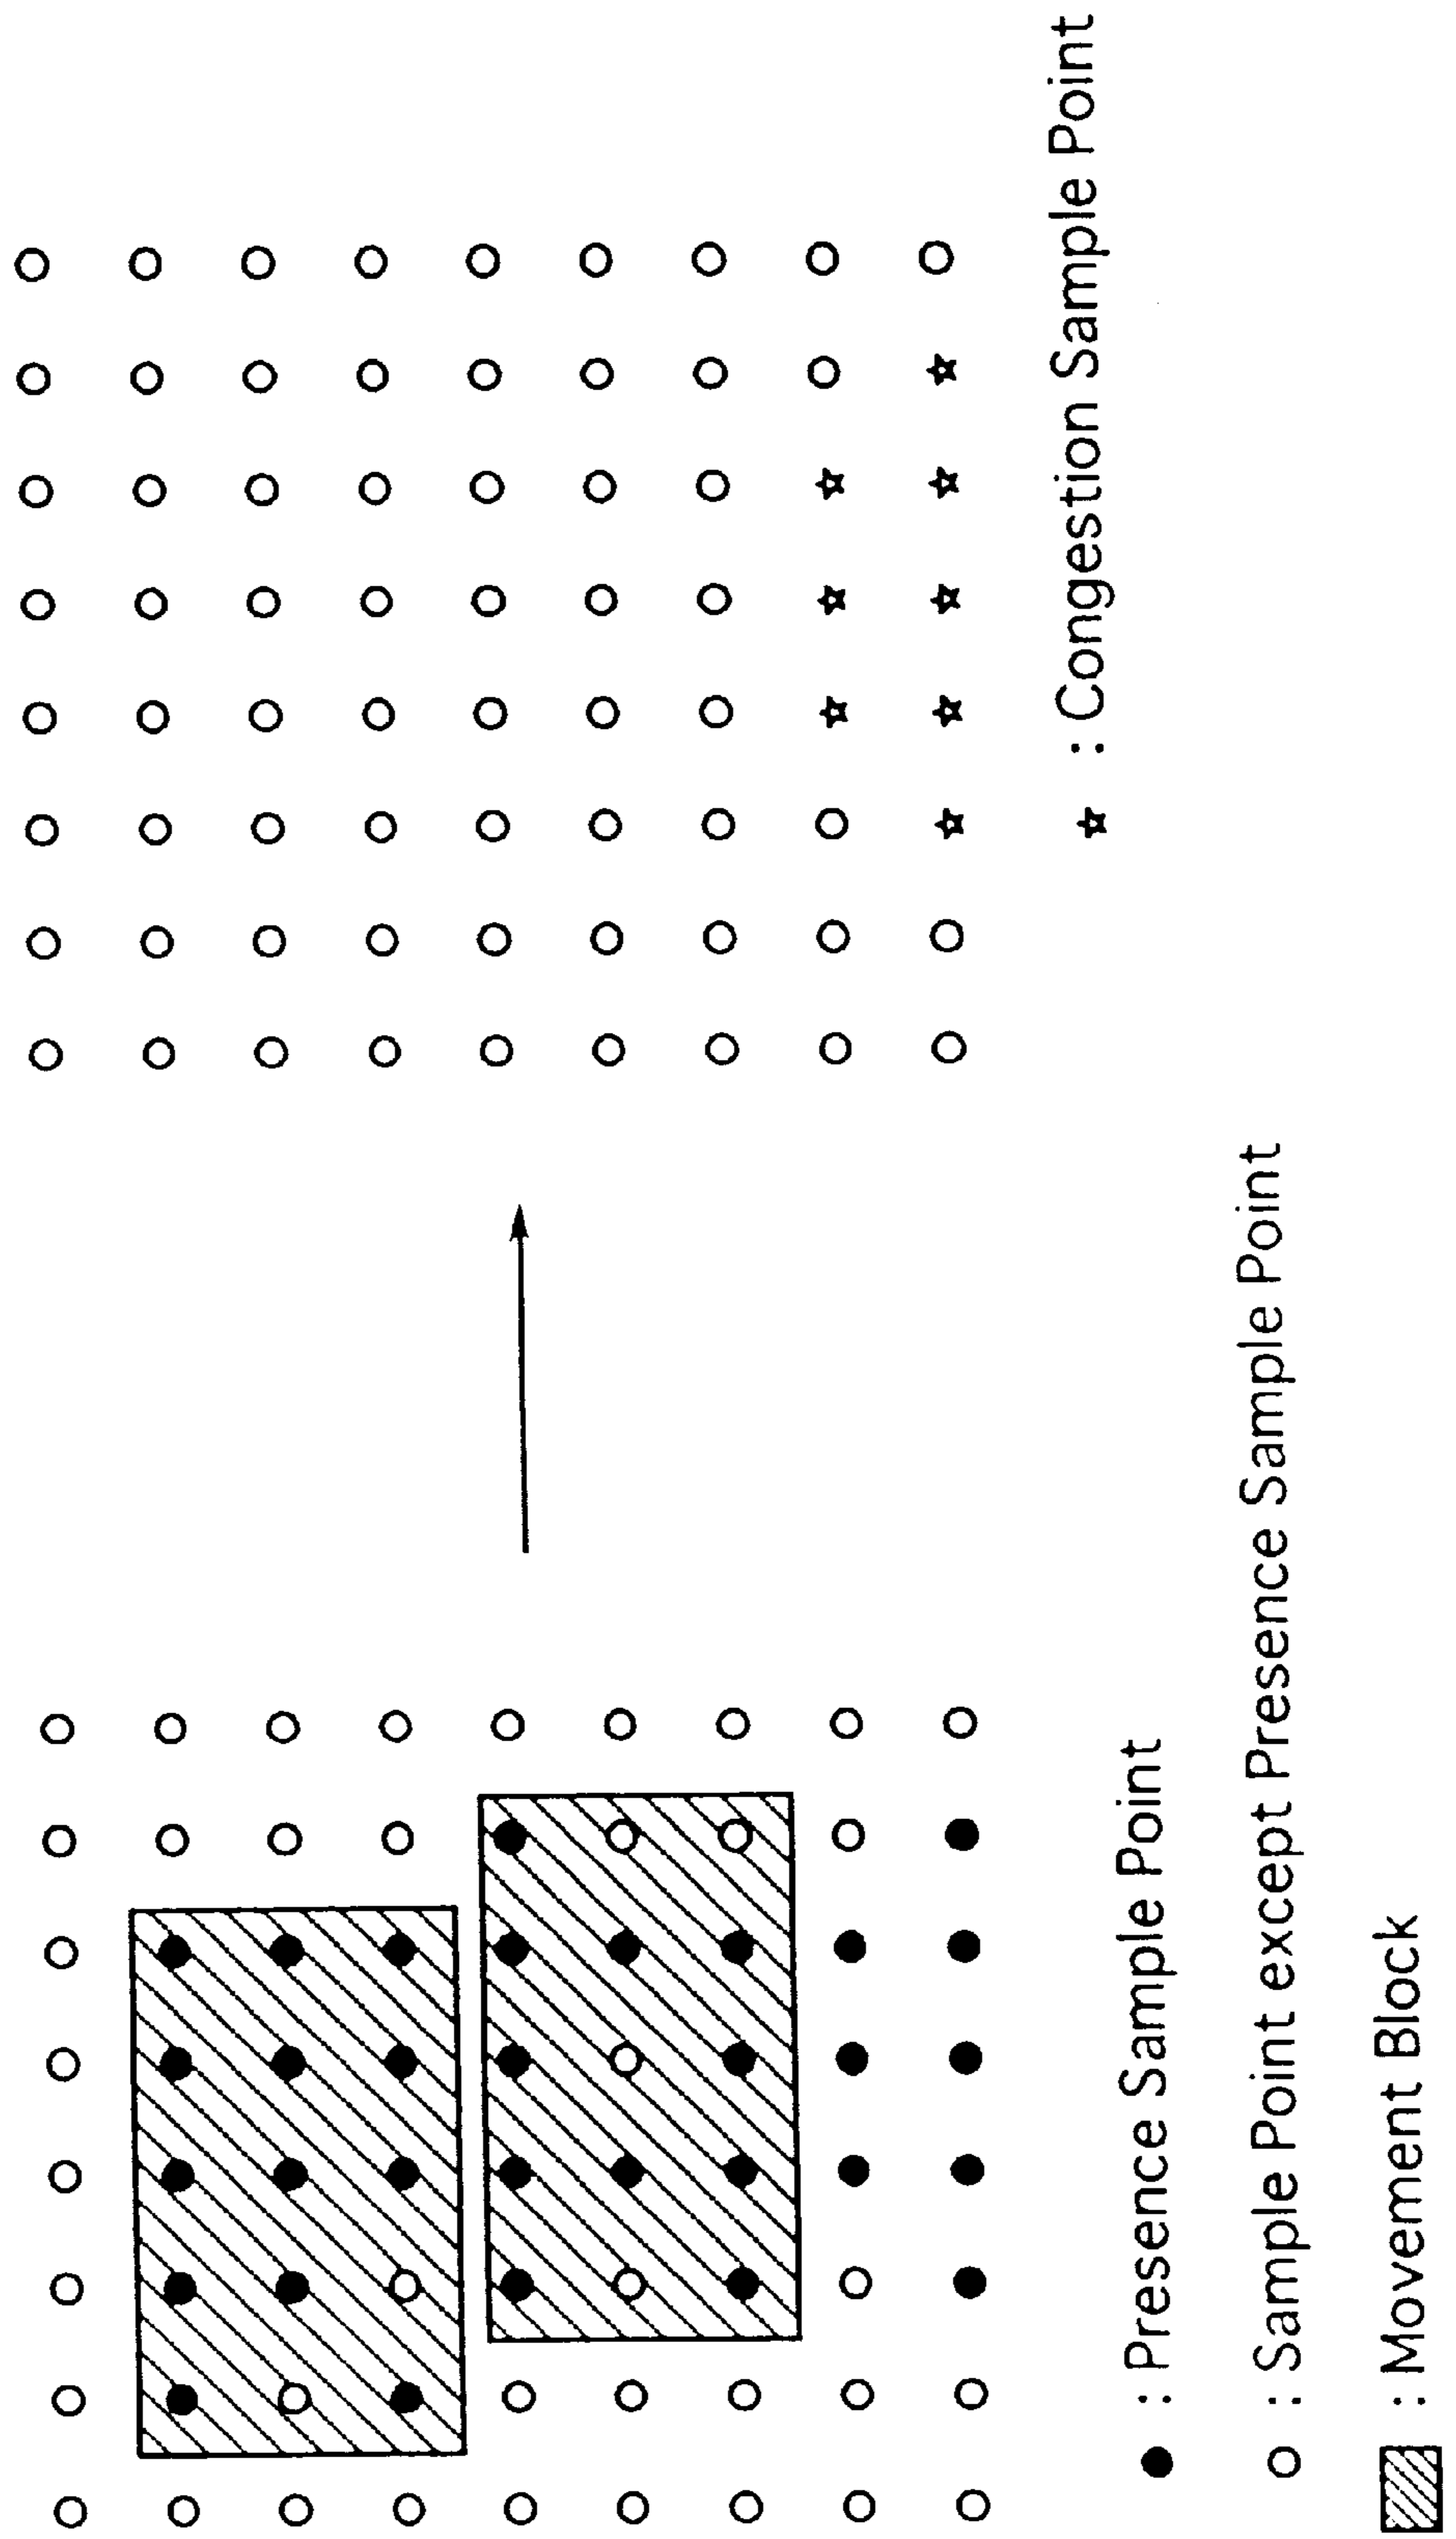 ★ : Congestion Sample Point
● : Presence Sample Point
○ : Sample Point except Presence Sample Point
: Movement Block